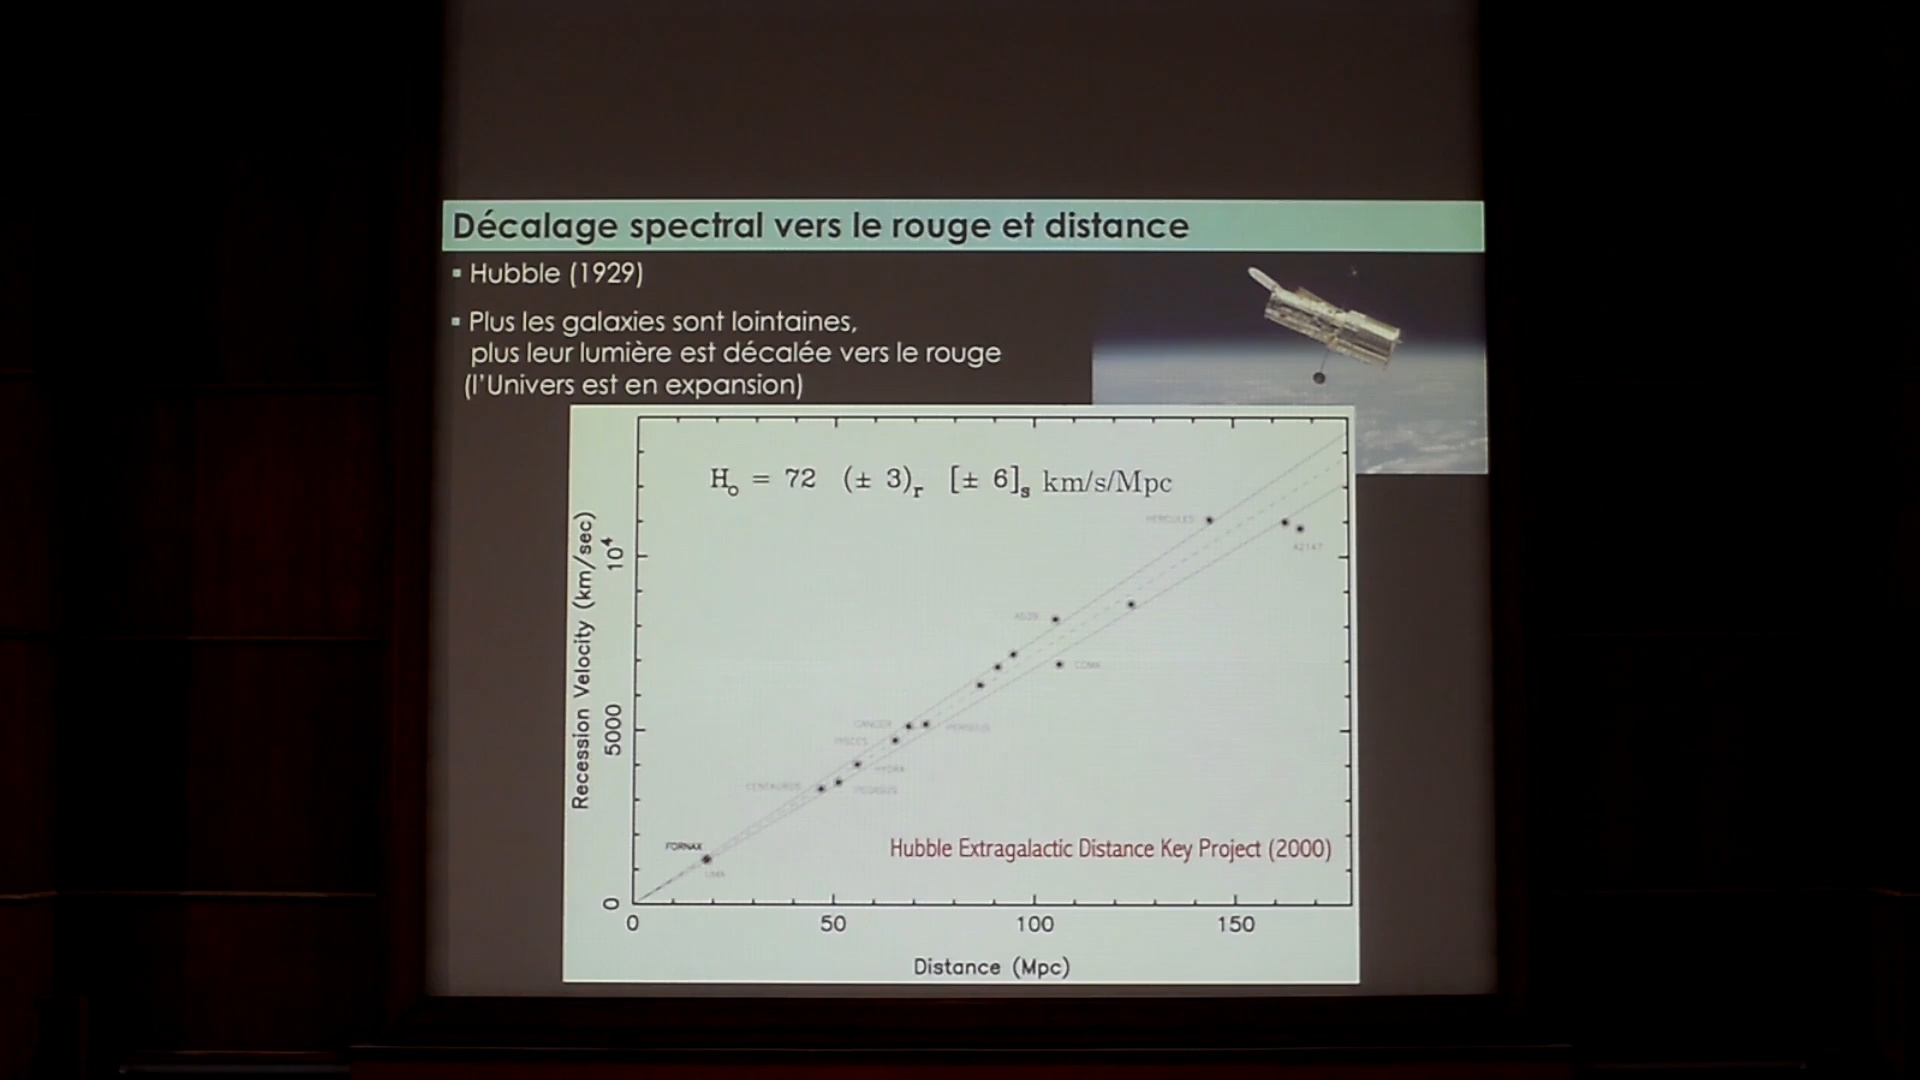 Décalage spectral vers le rouge et distance
▪ Hubble (1929)
▪ Plus les galaxies sont lointaines,
plus leur lumière est décalée vers le rouge
(l'Univers est en expansion)
H₀ = 72 (± 3)ᵣ [± 6]ₛ km/s/Mpc
HERCULES
A2147
COMA
CANCER
PERSEUS
PISCES
HYDRA
CENTAURUS
PEGASUS
FORNAX
Hubble Extragalactic Distance Key Project (2000)
Recession Velocity (km/sec)
10⁴
5000
0
0 50 100 150
Distance (Mpc)